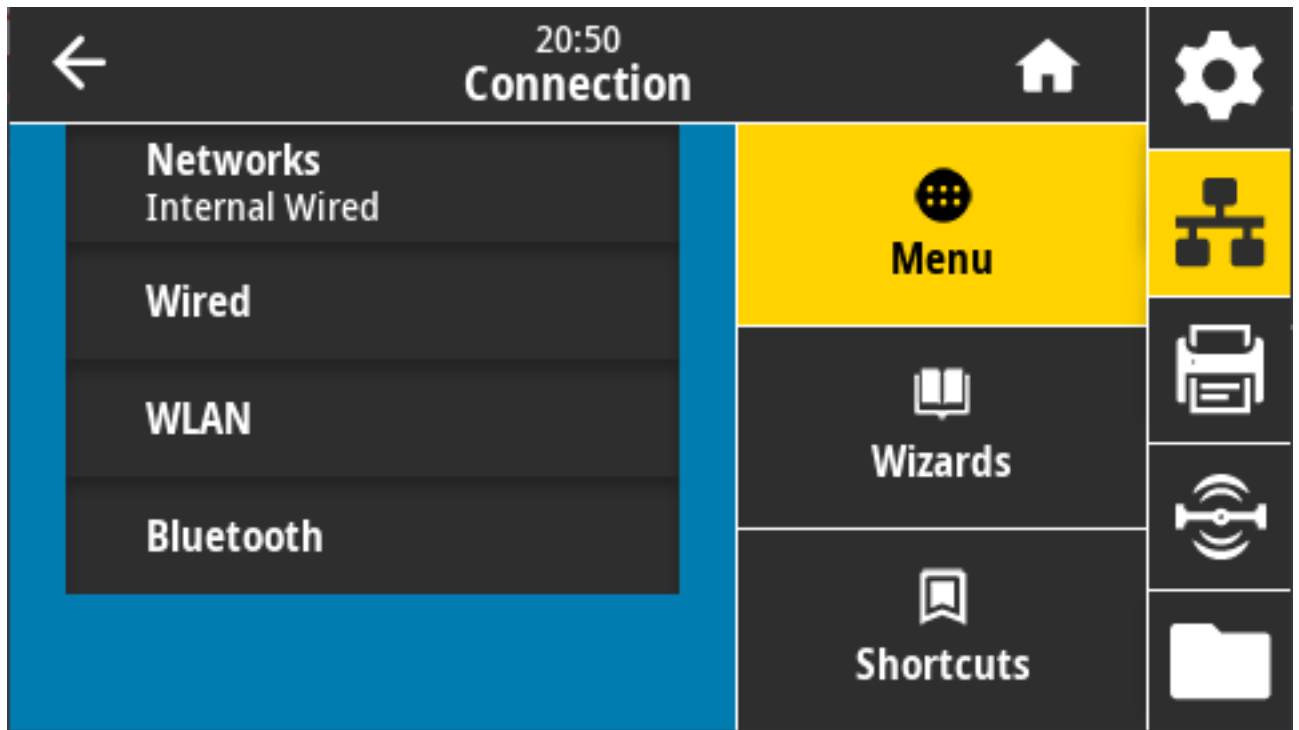 20:50
Connection
Networks
Internal Wired
Wired
WLAN
Bluetooth
Menu
Wizards
Shortcuts